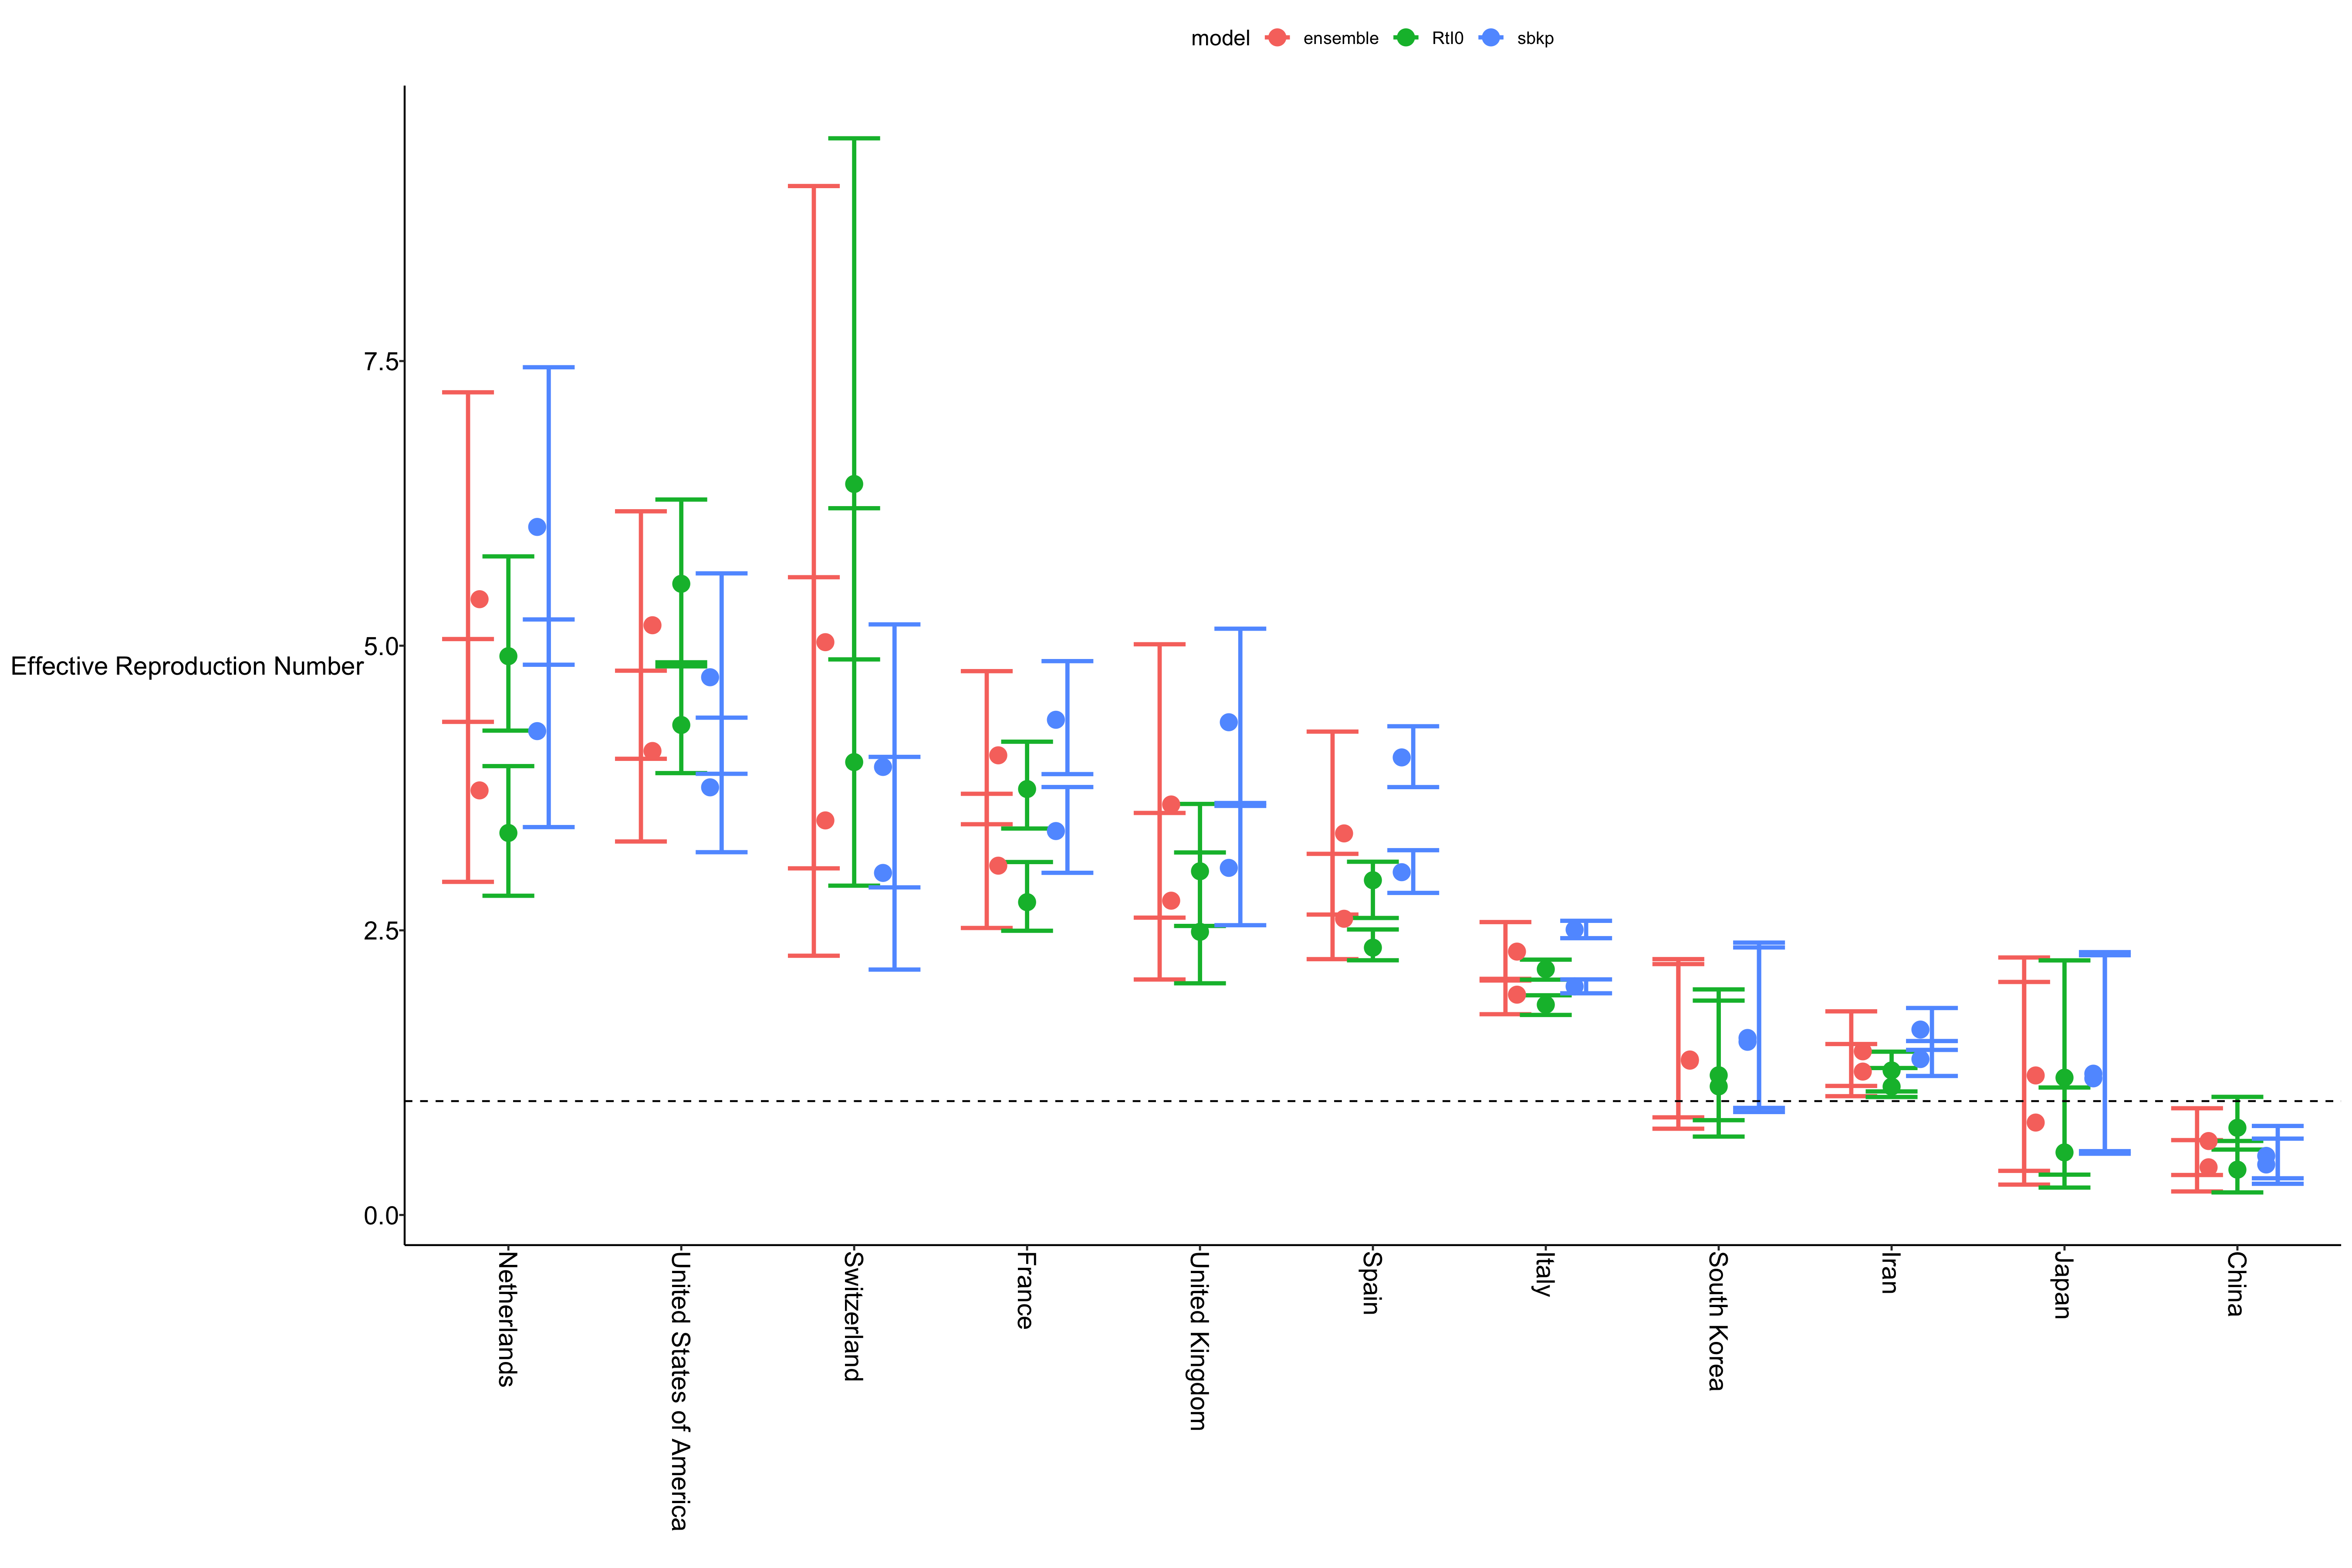 model ensemble RtI0 sbkp
7.5
5.0
Effective Reproduction Number
2.5
0.0
Netherlands
United States of America
Switzerland
France
United Kingdom
Spain
Italy
South Korea
Iran
Japan
China